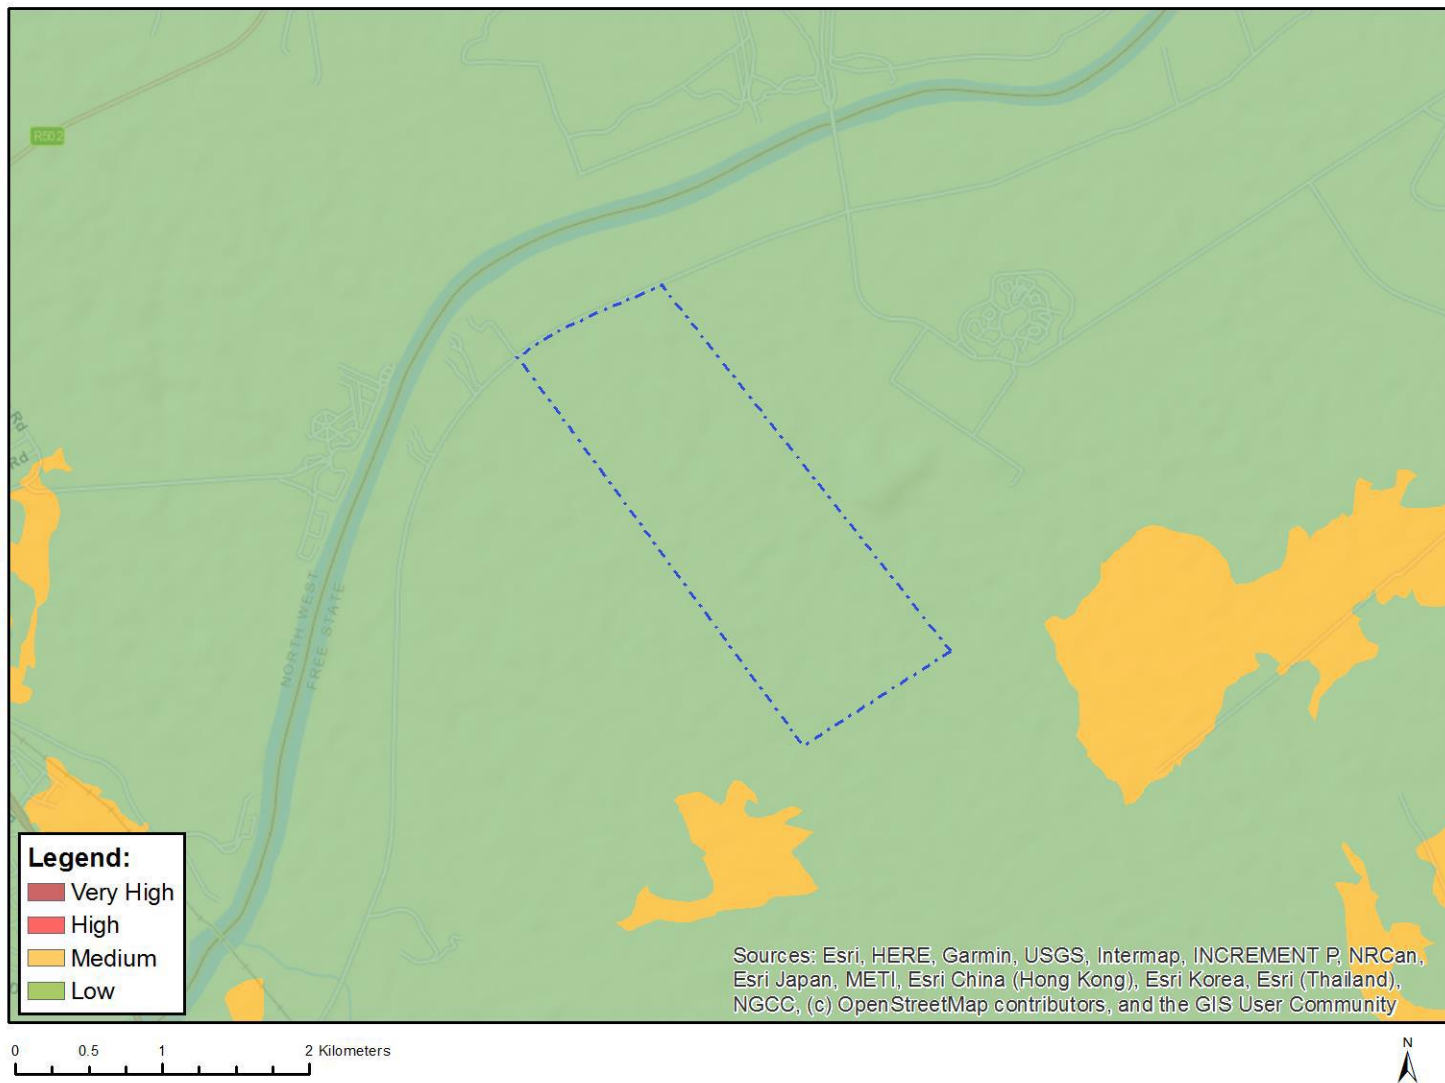 R502
Rd
Rd
NORTH WEST
FREE STATE
Legend:
Very High
High
Medium
Low
Sources: Esri, HERE, Garmin, USGS, Intermap, INCREMENT P, NRCan,
Esri Japan, METI, Esri China (Hong Kong), Esri Korea, Esri (Thailand),
NGCC, (c) OpenStreetMap contributors, and the GIS User Community
0 0.5 1 2 Kilometers
N